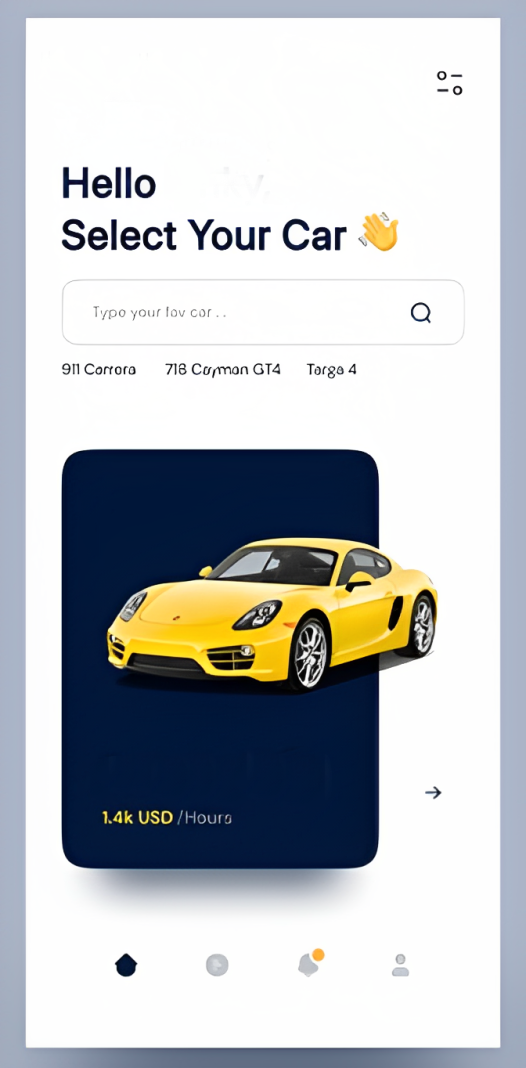 Hello
Select Your Car 👋
Type your fav car . .
911 Carrera 718 Cayman GT4 Targa 4
1.4k USD /Hours